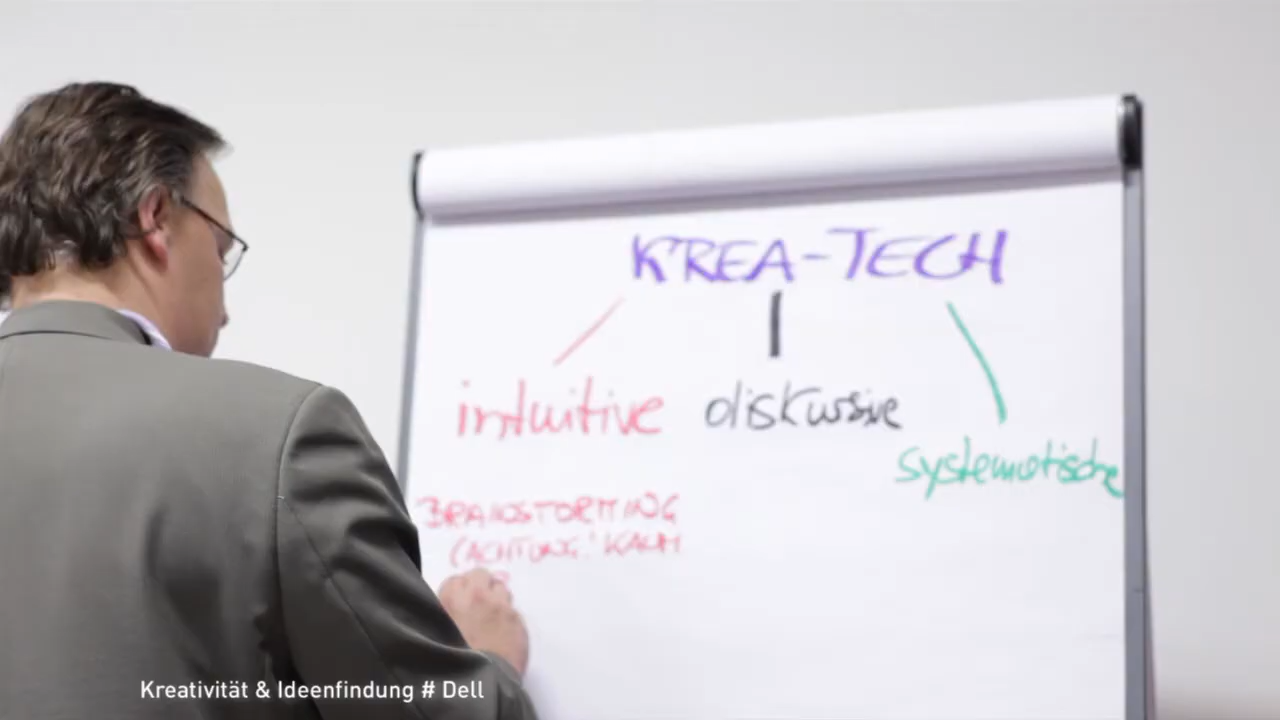 KREA-TECH
intuitive diskursive
systematische
BRAINSTORMING
(ACHTUNG! KAUM
Kreativität & Ideenfindung # Dell